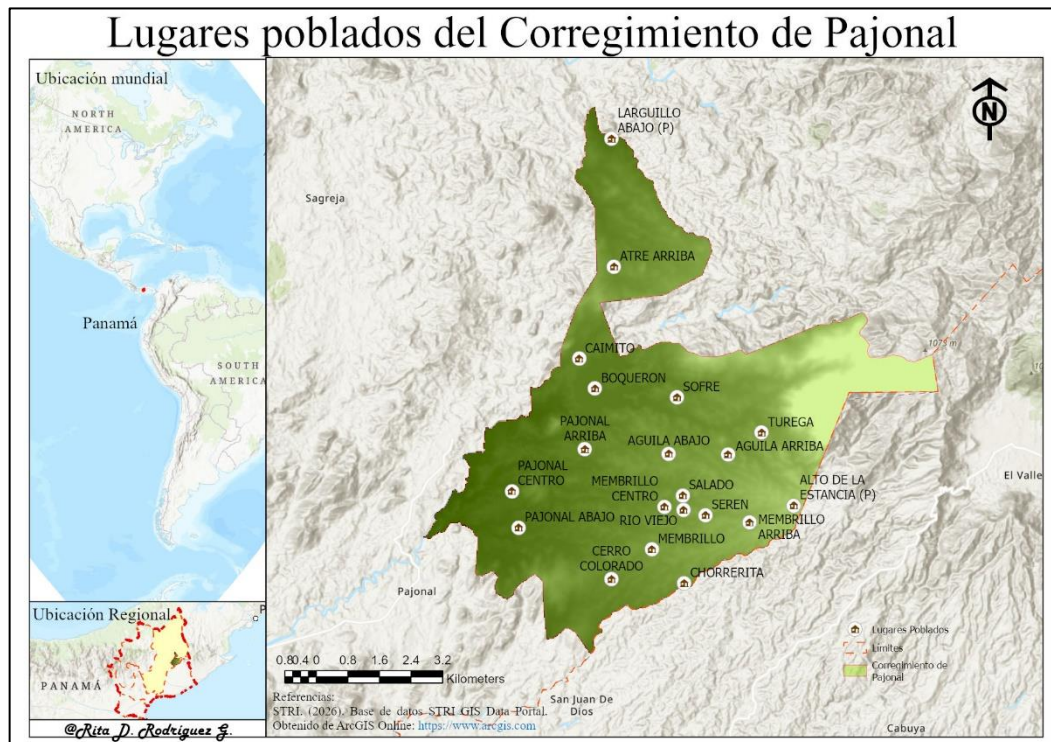 Lugares poblados del Corregimiento de Pajonal
Ubicación mundial
NORTH
AMERICA
Panamá
SOUTH
AMERICA
Ubicación Regional
PANAMÁ
@Rita D. Rodriguez G.
N
LARGUILLO
ABAJO (P)
Sagreja
ATRE ARRIBA
1075 m
CAIMITO
BOQUERON
SOFRE
PAJONAL
ARRIBA
TUREGA
AGUILA ABAJO
AGUILA ARRIBA
PAJONAL
CENTRO
MEMBRILLO
CENTRO
SALADO
ALTO DE LA
ESTANCIA (P)
El Valle
RIO VIEJO
SEREN
PAJONAL ABAJO
MEMBRILLO
ARRIBA
MEMBRILLO
CERRO
COLORADO
CHORRERITA
Pajonal
Lugares Poblados
Límites
Corregimiento de
Pajonal
0.8 0.4 0 0.8 1.6 2.4 3.2
Kilometers
Referencias:
STRI. (2026). Base de datos STRI GIS Data Portal.
Obtenido de ArcGIS Online: https://www.arcgis.com
San Juan De
Dios
Cabuya